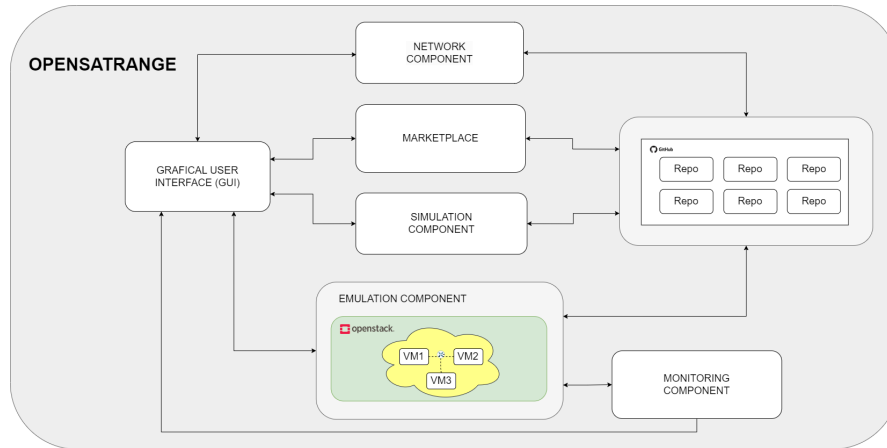 OPENSATRANGE
NETWORK
COMPONENT
MARKETPLACE
GRAFICAL USER
INTERFACE (GUI)
SIMULATION
COMPONENT
GitHub
Repo Repo Repo
Repo Repo Repo
EMULATION COMPONENT
openstack.
VM1 VM2
VM3
MONITORING
COMPONENT